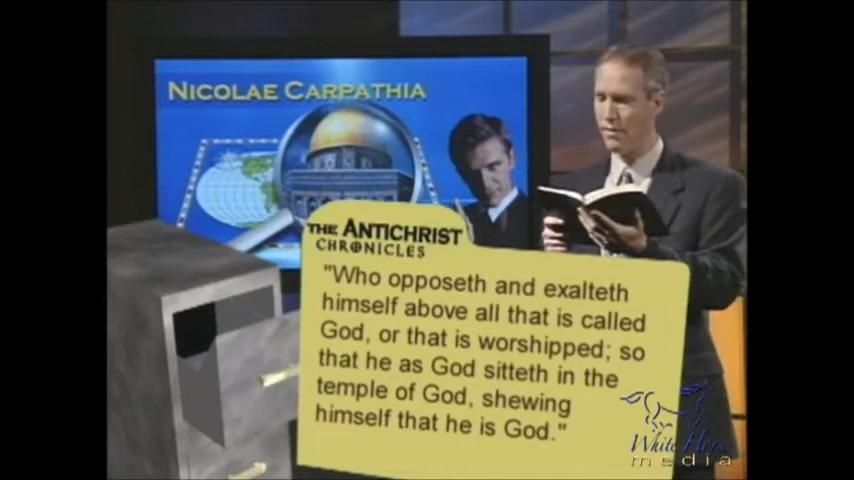 NICOLAE CARPATHIA
THE ANTICHRIST
CHRONICLES
"Who opposeth and exalteth
himself above all that is called
God, or that is worshipped; so
that he as God sitteth in the
temple of God, shewing
himself that he is God."
White Horse
media